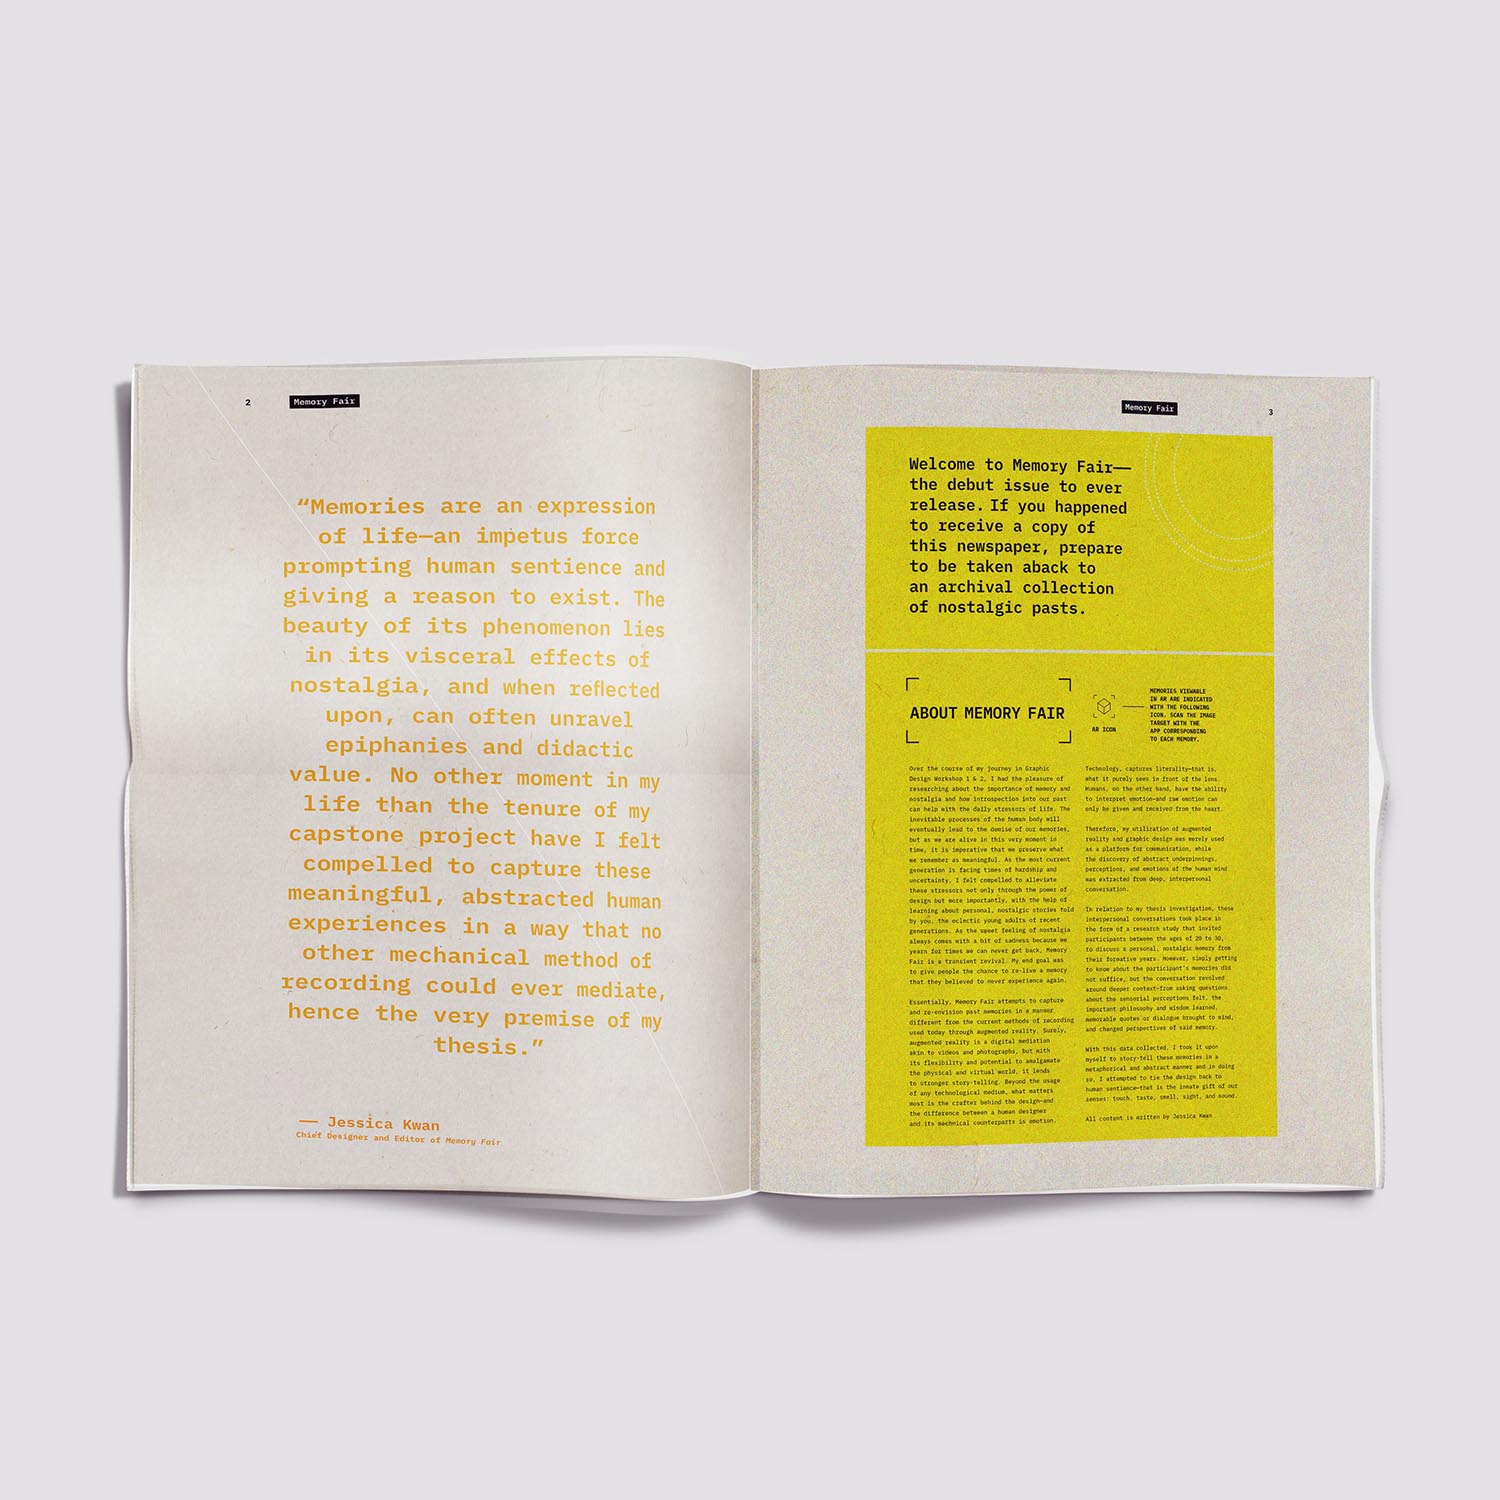 2
Memory Fair
“Memories are an expression
of life—an impetus force
prompting human sentience and
giving a reason to exist. The
beauty of its phenomenon lies
in its visceral effects of
nostalgia, and when reflected
upon, can often unravel
epiphanies and didactic
value. No other moment in my
life than the tenure of my
capstone project have I felt
compelled to capture these
meaningful, abstracted human
experiences in a way that no
other mechanical method of
recording could ever mediate,
hence the very premise of my
thesis.”
— Jessica Kwan
Chief Designer and Editor of Memory Fair
Memory Fair
3
Welcome to Memory Fair—
the debut issue to ever
release. If you happened
to receive a copy of
this newspaper, prepare
to be taken aback to
an archival collection
of nostalgic pasts.
ABOUT MEMORY FAIR
AR ICON
MEMORIES VIEWABLE
IN AR ARE INDICATED
WITH THE FOLLOWING
ICON. SCAN THE IMAGE
TARGET WITH THE
APP CORRESPONDING
TO EACH MEMORY.
Over the course of my journey in Graphic
Design Workshop 1 & 2, I had the pleasure of
researching about the importance of memory and
nostalgia and how introspection into our past
can help with the daily stressors of life. The
inevitable processes of the human body will
eventually lead to the demise of our memories,
but as we are alive in this very moment in
time, it is imperative that we preserve what
we remember as meaningful. As the most current
generation is facing times of hardship and
uncertainty, I felt compelled to alleviate
these stressors not only through the power of
design but more importantly, with the help of
learning about personal, nostalgic stories told
by you, the eclectic young adults of recent
generations. As the sweet feeling of nostalgia
always comes with a bit of sadness because we
yearn for times we can never get back, Memory
Fair is a transient revival. My end goal was
to give people the chance to re-live a memory
that they believed to never experience again.
Essentially, Memory Fair attempts to capture
and re-envision past memories in a manner
different from the current methods of recording
used today through augmented reality. Surely,
augmented reality is a digital mediation
akin to videos and photographs, but with
its flexibility and potential to amalgamate
the physical and virtual world, it lends
to stronger story-telling. Beyond the usage
of any technological medium, what matters
most is the crafter behind the design—and
the difference between a human designer
and its mechnical counterparts is emotion.
Technology, captures literality—that is,
what it purely sees in front of the lens.
Humans, on the other hand, have the ability
to interpret emotion—and raw emotion can
only be given and received from the heart.
Therefore, my utilization of augmented
reality and graphic design was merely used
as a platform for communication, while
the discovery of abstract underpinnings,
perceptions, and emotions of the human mind
was extracted from deep, interpersonal
conversation.
In relation to my thesis investigation, these
interpersonal conversations took place in
the form of a research study that invited
participants between the ages of 20 to 30,
to discuss a personal, nostalgic memory from
their formative years. However, simply getting
to know about the participant's memories did
not suffice, but the conversation revolved
around deeper context—from asking questions
about the sensorial perceptions felt, the
important philosophy and wisdom learned,
memorable quotes or dialogue brought to mind,
and changed perspectives of said memory.
With this data collected, I took it upon
myself to story-tell these memories in a
metaphorical and abstract manner and in doing
so, I attempted to tie the design back to
human sentience—that is the innate gift of our
senses: touch, taste, smell, sight, and sound.
All content is written by Jessica Kwan